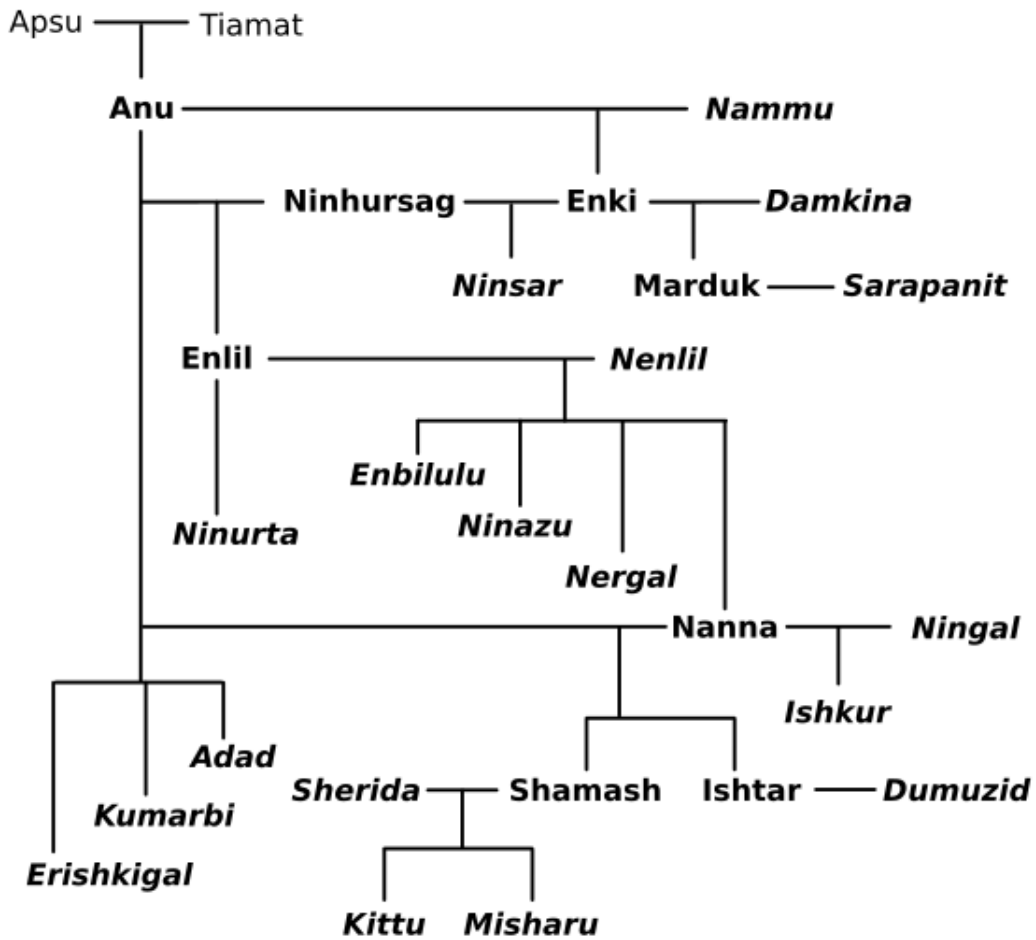 Apsu Tiamat
Anu Nammu
Ninhursag Enki Damkina
Ninsar Marduk Sarapanit
Enlil Nenlil
Enbilulu
Ninazu
Ninurta
Nergal
Nanna Ningal
Ishkur
Adad
Sherida Shamash Ishtar Dumuzid
Kumarbi
Erishkigal
Kittu Misharu